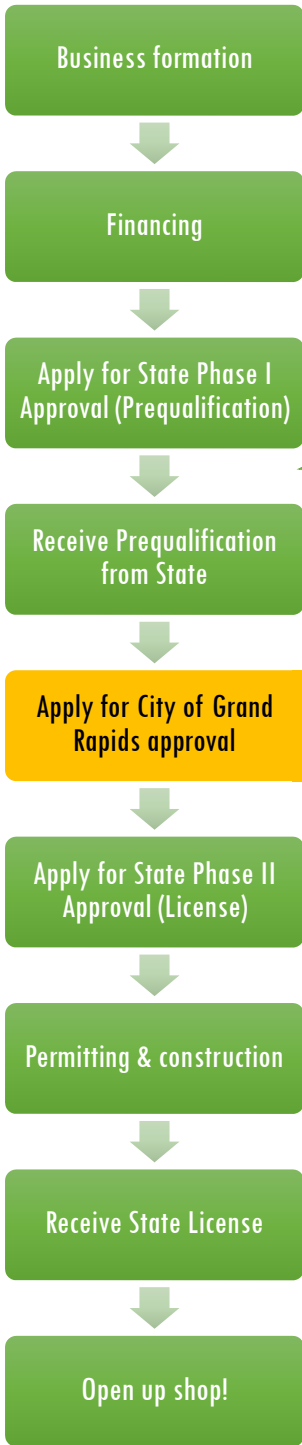 Business formation
Financing
Apply for State Phase I
Approval (Prequalification)
Receive Prequalification
from State
Apply for City of Grand
Rapids approval
Apply for State Phase II
Approval (License)
Permitting & construction
Receive State License
Open up shop!